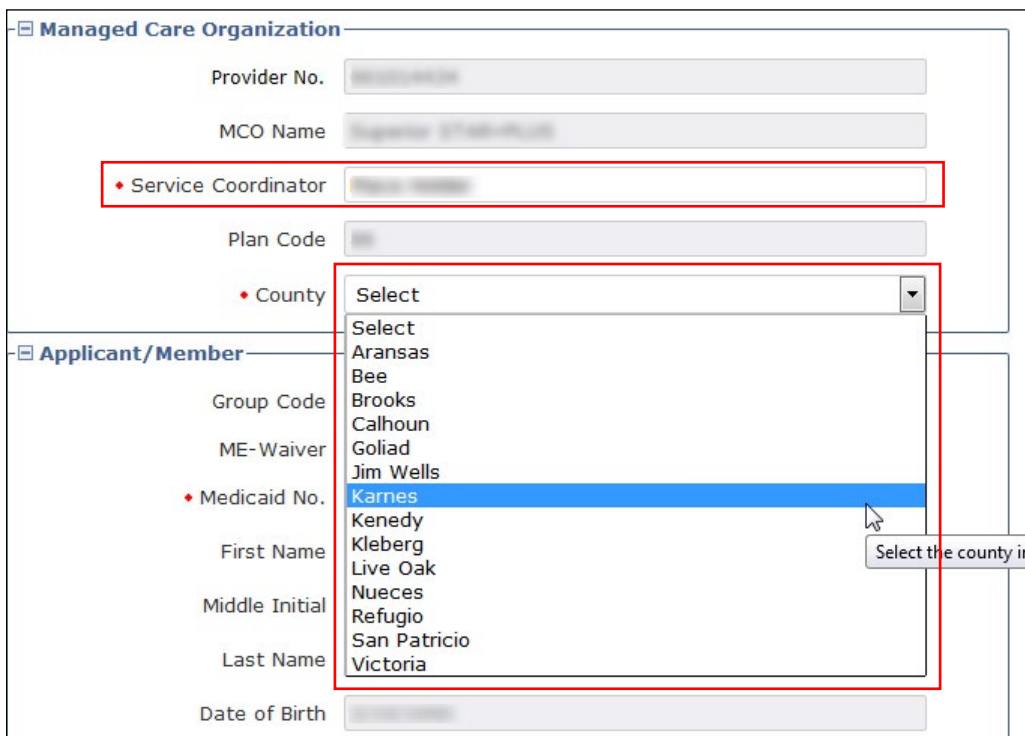 Managed Care Organization
Provider No.
MCO Name
Service Coordinator
Plan Code
County Select
Select
Aransas
Bee
Brooks
Calhoun
Goliad
Jim Wells
Karnes
Kenedy
Kleberg
Live Oak
Nueces
Refugio
San Patricio
Victoria
Select the county in
Applicant/Member
Group Code
ME-Waiver
Medicaid No.
First Name
Middle Initial
Last Name
Date of Birth